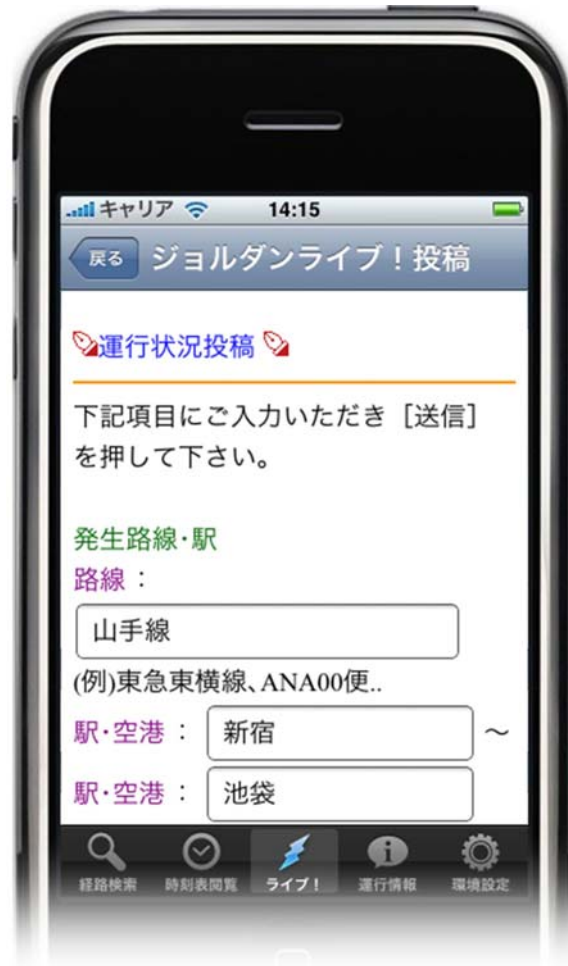 キャリア 14:15
戻る ジョルダンライブ！投稿
運行状況投稿
下記項目にご入力いただき［送信］
を押して下さい。
発生路線・駅
路線：
山手線
(例)東急東横線、ANA00便..
駅・空港： 新宿 ～
駅・空港： 池袋
経路検索 時刻表閲覧 ライブ！ 運行情報 環境設定